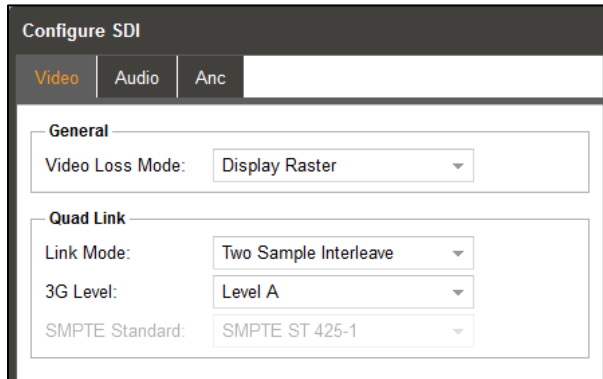 Configure SDI
Video Audio Anc
General
Video Loss Mode: Display Raster
Quad Link
Link Mode: Two Sample Interleave
3G Level: Level A
SMPTE Standard: SMPTE ST 425-1